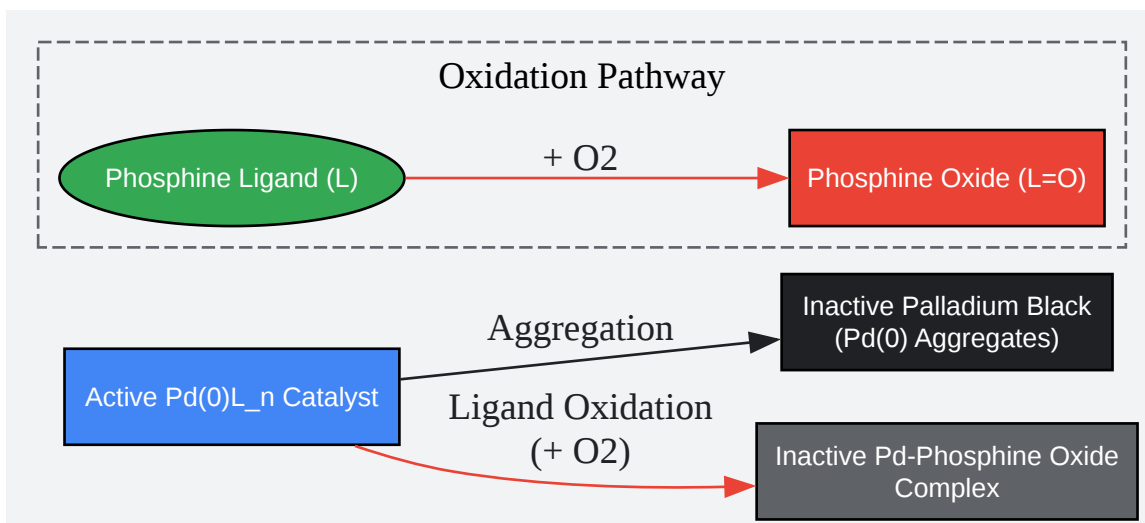 Oxidation Pathway
Phosphine Ligand (L)
+ O2
Phosphine Oxide (L=O)
Active Pd(0)L_n Catalyst
Aggregation
Inactive Palladium Black
(Pd(0) Aggregates)
Ligand Oxidation
(+ O2)
Inactive Pd-Phosphine Oxide
Complex